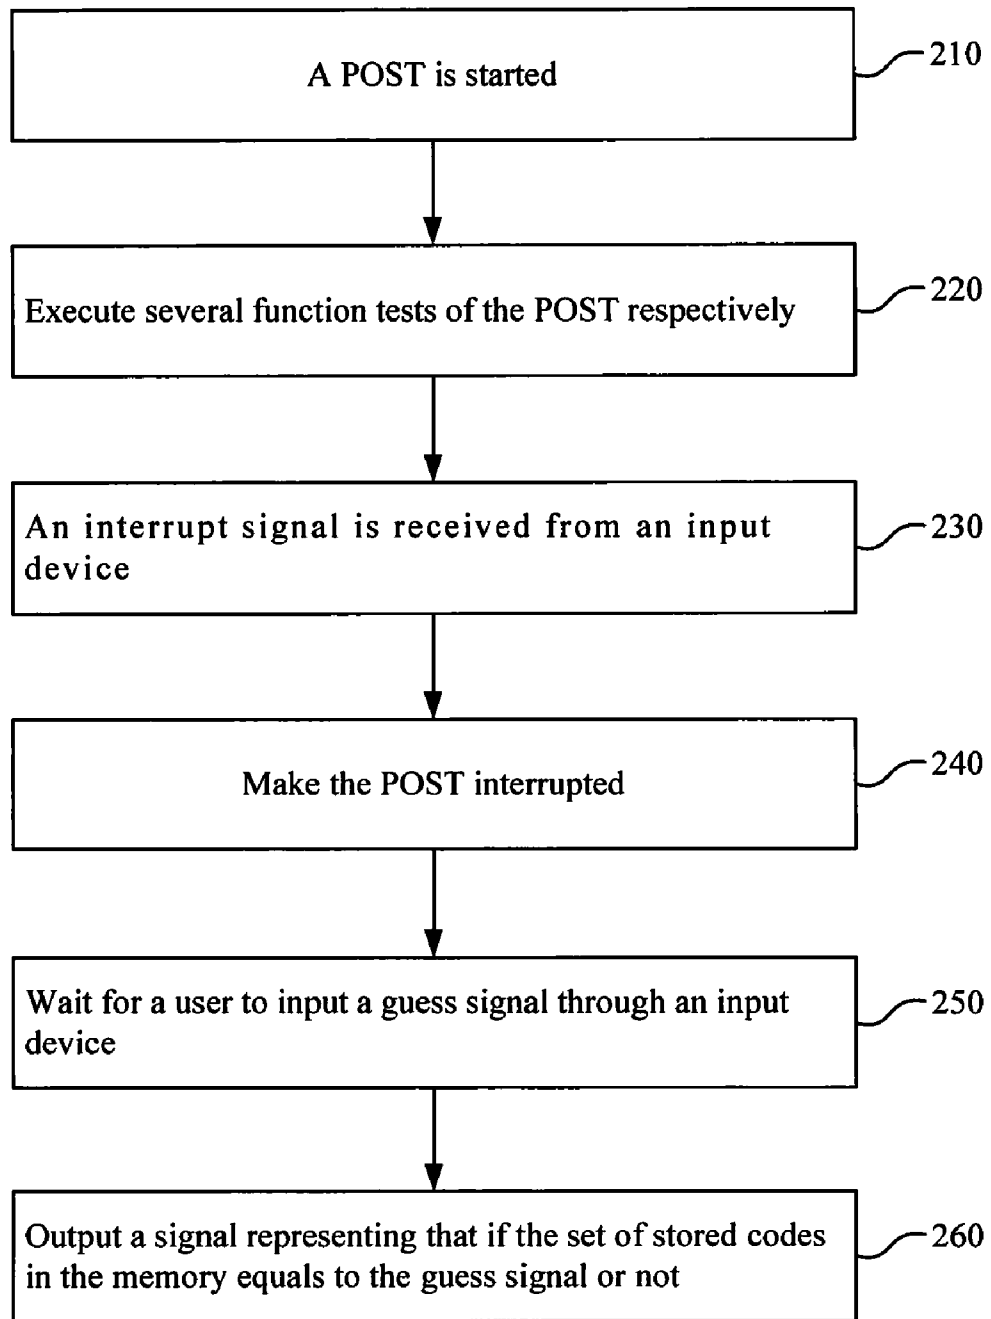 A POST is started
210
Execute several function tests of the POST respectively
220
An interrupt signal is received from an input
device
230
Make the POST interrupted
240
Wait for a user to input a guess signal through an input
device
250
Output a signal representing that if the set of stored codes
in the memory equals to the guess signal or not
260